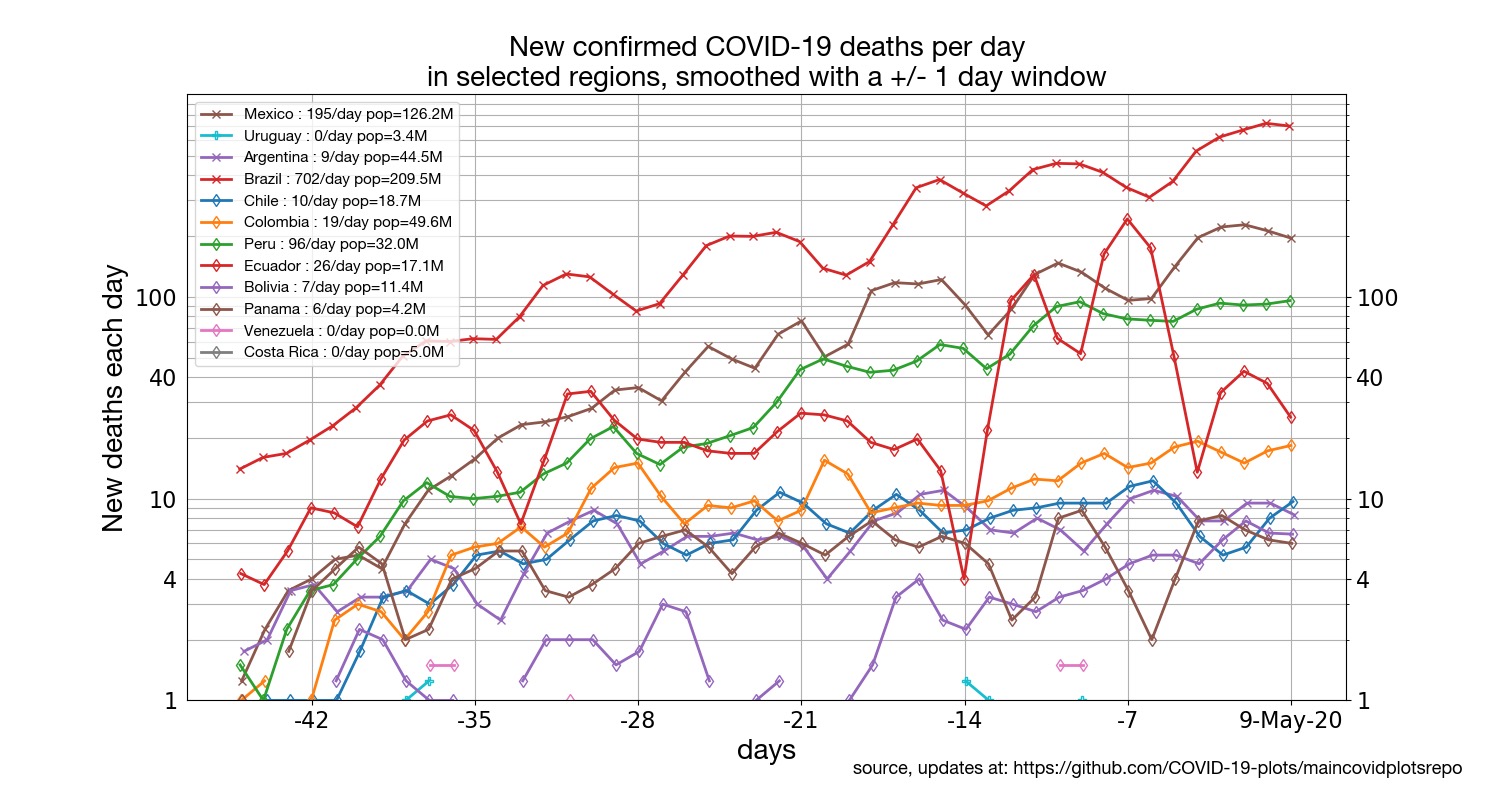 New confirmed COVID-19 deaths per day
in selected regions, smoothed with a +/- 1 day window
Mexico : 195/day pop=126.2M
Uruguay : 0/day pop=3.4M
Argentina : 9/day pop=44.5M
Brazil : 702/day pop=209.5M
Chile : 10/day pop=18.7M
Colombia : 19/day pop=49.6M
Peru : 96/day pop=32.0M
Ecuador : 26/day pop=17.1M
Bolivia : 7/day pop=11.4M
Panama : 6/day pop=4.2M
Venezuela : 0/day pop=0.0M
Costa Rica : 0/day pop=5.0M
New deaths each day
100
40
10
4
1
100
40
10
4
1
-42
-35
-28
-21
-14
-7
9-May-20
days
source, updates at: https://github.com/COVID-19-plots/maincovidplotsrepo